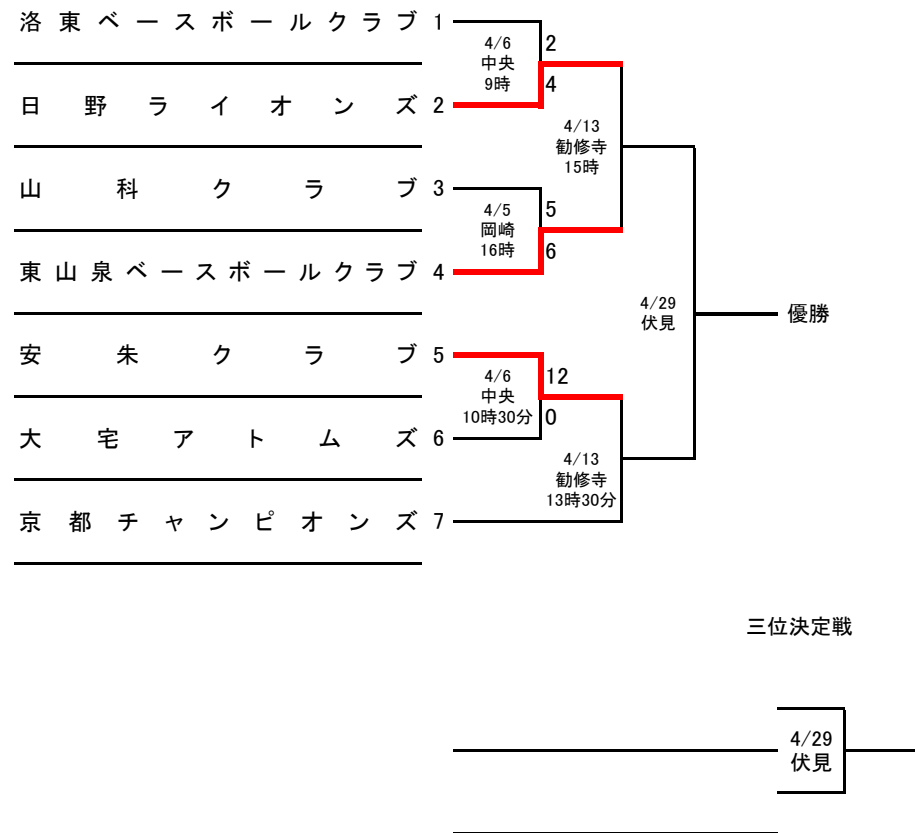 洛東ベースボールクラブ 1
4/6
中央
9時
2
4
日野ライオンズ 2
4/13
勧修寺
15時
山科クラブ 3
4/5
岡崎
16時
5
6
東山泉ベースボールクラブ 4
4/29
伏見
優勝
安朱クラブ 5
4/6
中央
10時30分
12
0
大宅アトムズ 6
4/13
勧修寺
13時30分
京都チャンピオンズ 7
三位決定戦
4/29
伏見